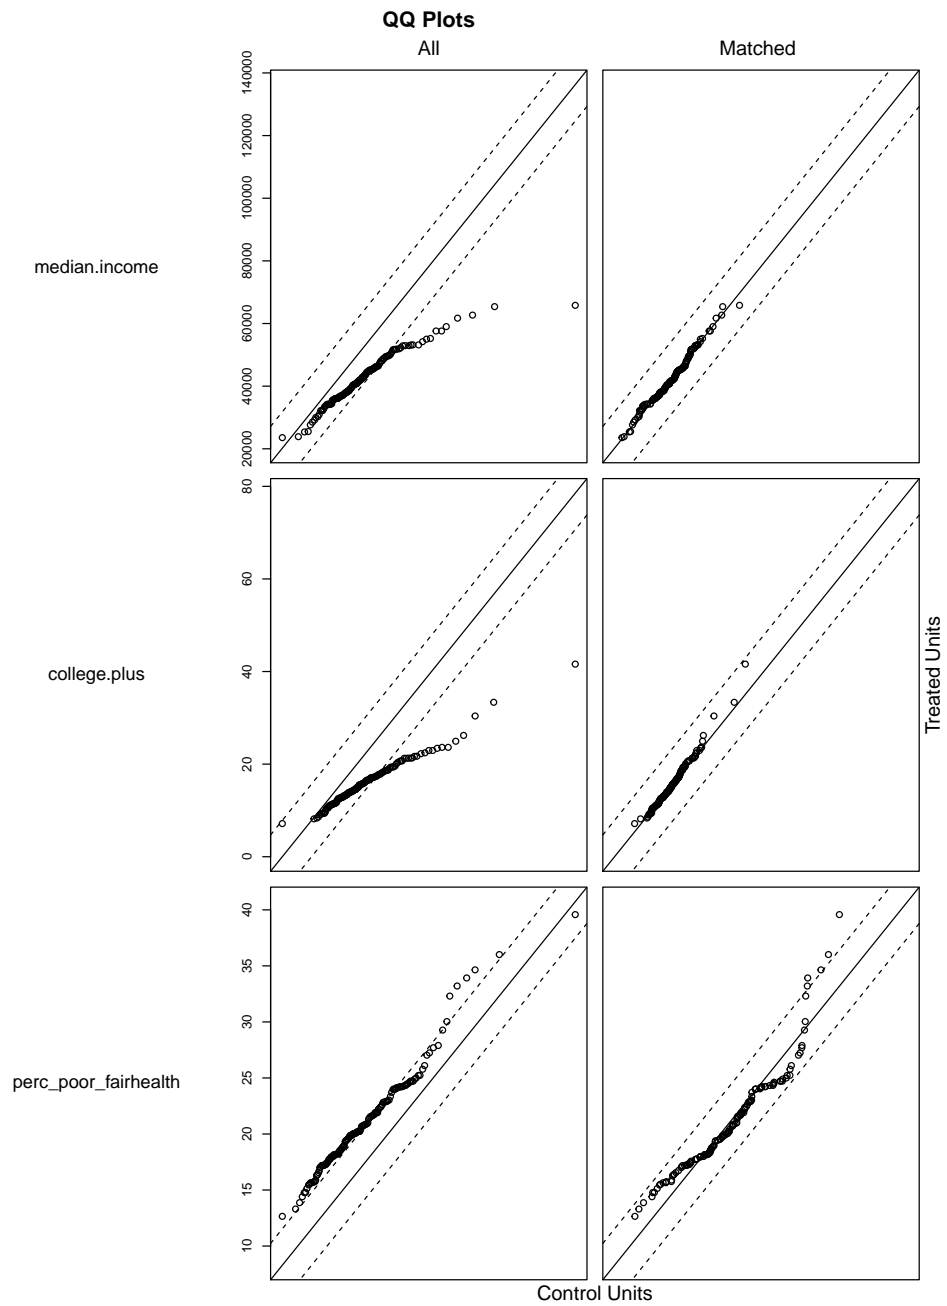 QQ Plots
All
Matched
median.income
20000 40000 60000 80000 100000 120000 140000
college.plus
0 20 40 60 80
perc_poor_fairhealth
10 15 20 25 30 35 40
Treated Units
Control Units